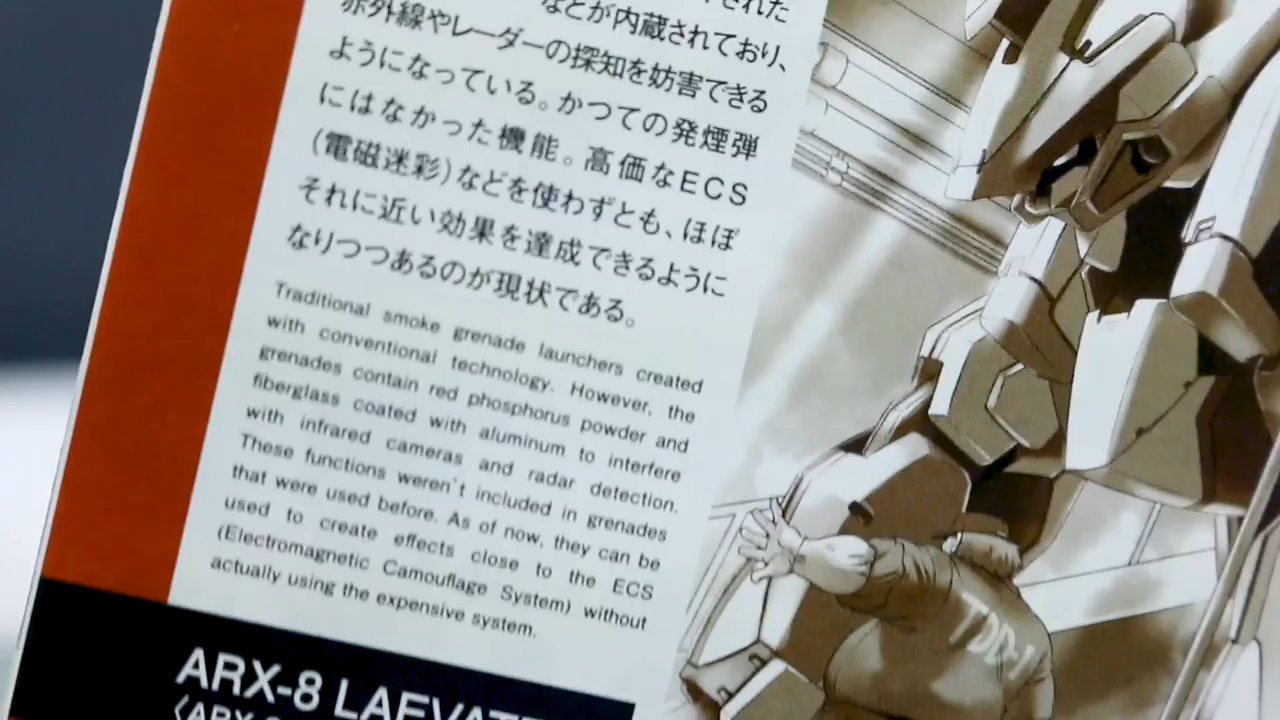 された
などが内蔵されており、
赤外線やレーダーの探知を妨害できる
ようになっている。かつての発煙弾
にはなかった機能。高価なECS
(電磁迷彩)などを使わずとも、ほぼ
それに近い効果を達成できるように
なりつつあるのが現状である。
Traditional smoke grenade launchers created
with conventional technology. However, the
grenades contain red phosphorus powder and
fiberglass coated with aluminum to interfere
with infrared cameras and radar detection.
These functions weren't included in grenades
that were used before. As of now, they can be
used to create effects close to the ECS
(Electromagnetic Camouflage System) without
actually using the expensive system.
ARX-8
TDD-1